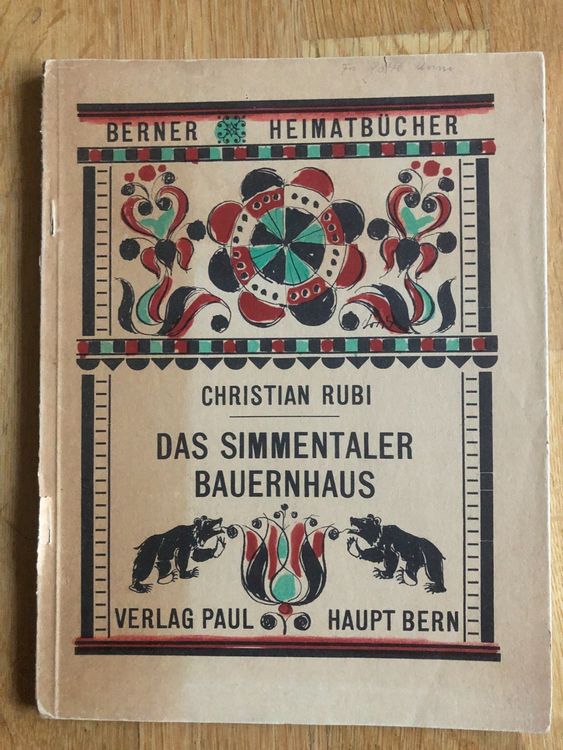 BERNER HEIMATBÜCHER
CHRISTIAN RUBI
DAS SIMMENTALER
BAUERNHAUS
VERLAG PAUL HAUPT BERN